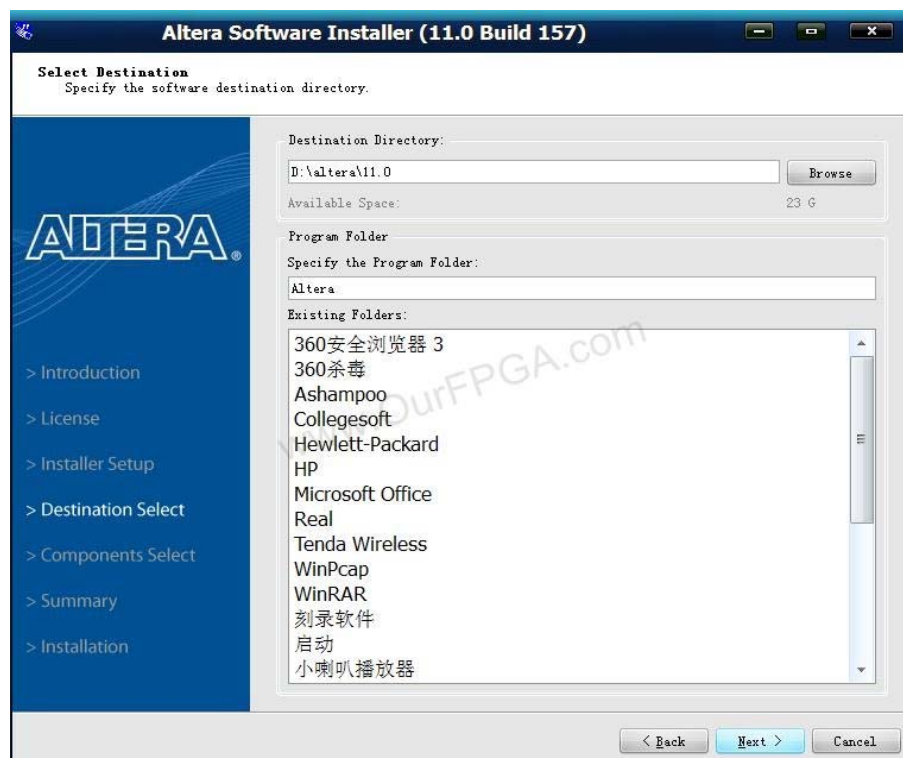 Altera Software Installer (11.0 Build 157)
Select Destination
Specify the software destination directory.
Destination Directory:
D:\altera\11.0
Browse
Available Space:
23 G
Program Folder
Specify the Program Folder:
Altera
Existing Folders:
360安全浏览器 3
360杀毒
Ashampoo
Collegesoft
Hewlett-Packard
HP
Microsoft Office
Real
Tenda Wireless
WinPcap
WinRAR
刻录软件
启动
小喇叭播放器
www.OurFPGA.com
ALTERA®
> Introduction
> License
> Installer Setup
> Destination Select
> Components Select
> Summary
> Installation
< Back
Next >
Cancel